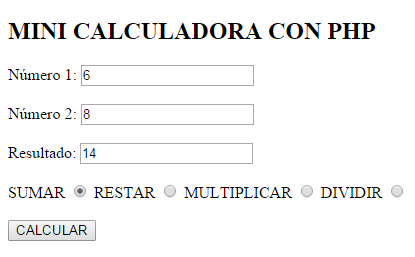 MINI CALCULADORA CON PHP
Número 1: 6
Número 2: 8
Resultado: 14
SUMAR RESTAR MULTIPLICAR DIVIDIR
CALCULAR